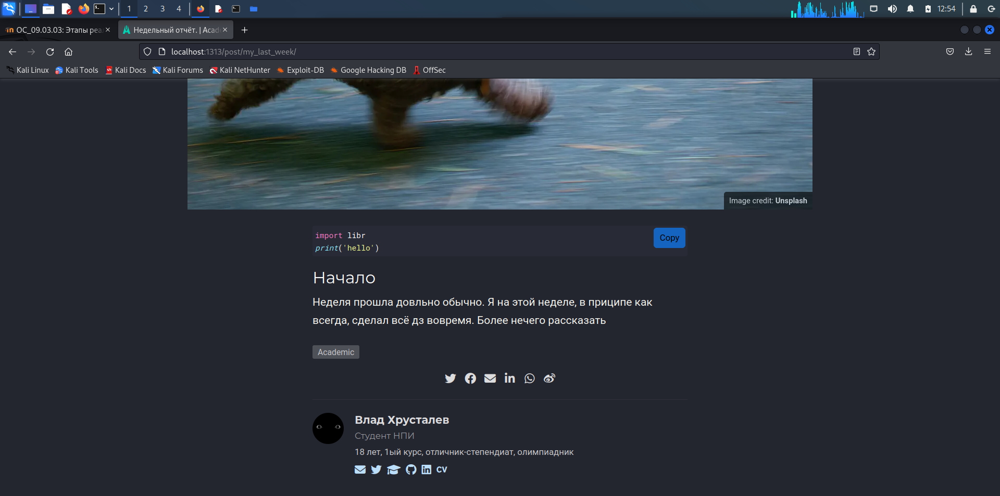 1 2 3 4
12:54
ОС_09.03.03: Этапы реа
Недельный отчёт. | Acad
localhost:1313/post/my_last_week/
Kali Linux Kali Tools Kali Docs Kali Forums Kali NetHunter Exploit-DB Google Hacking DB OffSec
Image credit: Unsplash
import libr
Copy
print('hello')
Начало
Неделя прошла довльно обычно. Я на этой неделе, в приципе как
всегда, сделал всё дз вовремя. Более нечего рассказать
Academic
Влад Хрусталев
Студент НПИ
18 лет, 1ый курс, отличник-степендиат, олимпиадник
CV